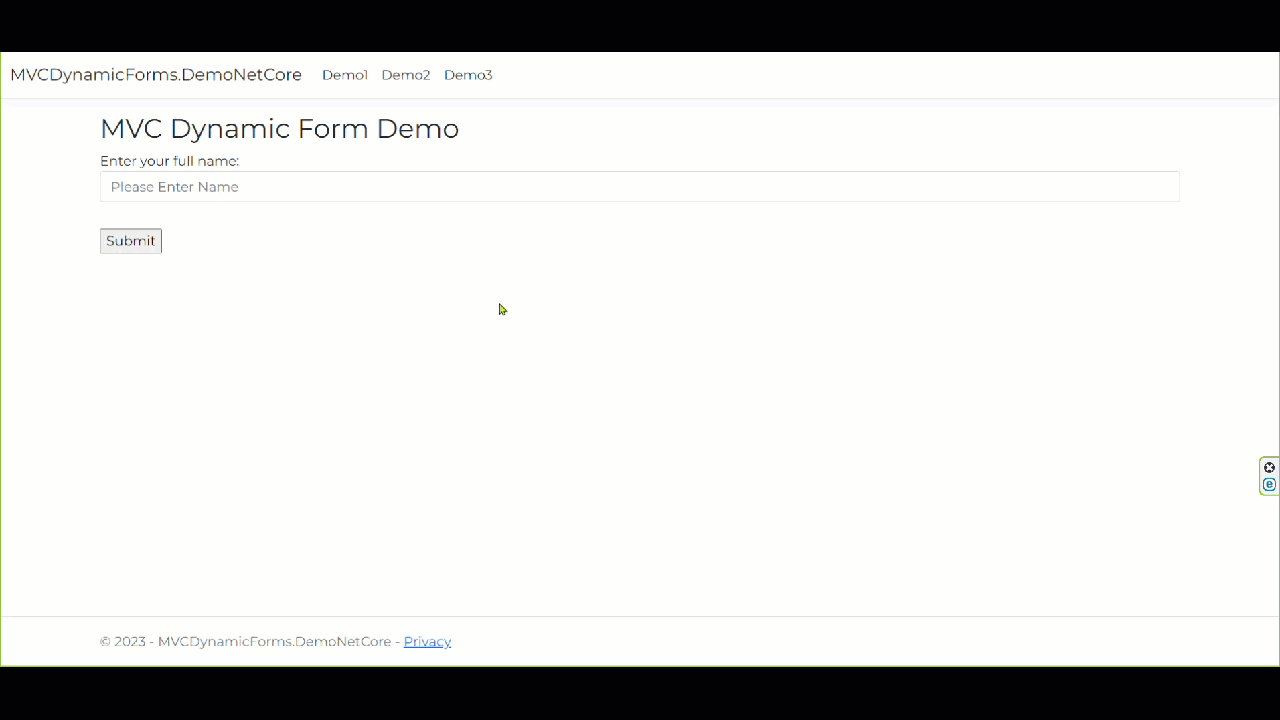 MVCDynamicForms.DemoNetCore Demo1 Demo2 Demo3
MVC Dynamic Form Demo
Enter your full name:
Please Enter Name
Submit
e
© 2023 - MVCDynamicForms.DemoNetCore - Privacy